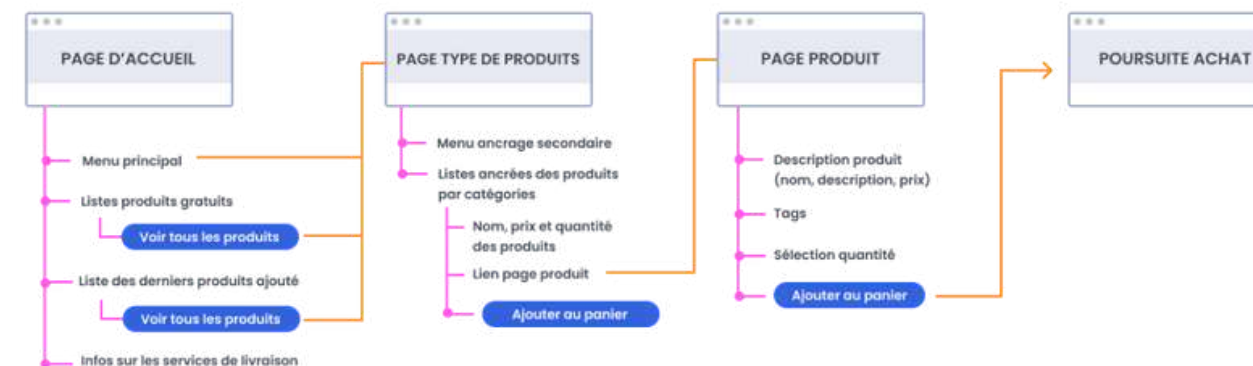 PAGE D'ACCUEIL
Menu principal
Listes produits gratuits
Voir tous les produits
Liste des derniers produits ajouté
Voir tous les produits
Infos sur les services de livraison
PAGE TYPE DE PRODUITS
Menu ancrage secondaire
Listes ancrées des produits
par catégories
Nom, prix et quantité
des produits
Lien page produit
Ajouter au panier
PAGE PRODUIT
Description produit
(nom, description, prix)
Tags
Sélection quantité
Ajouter au panier
POURSUITE ACHAT